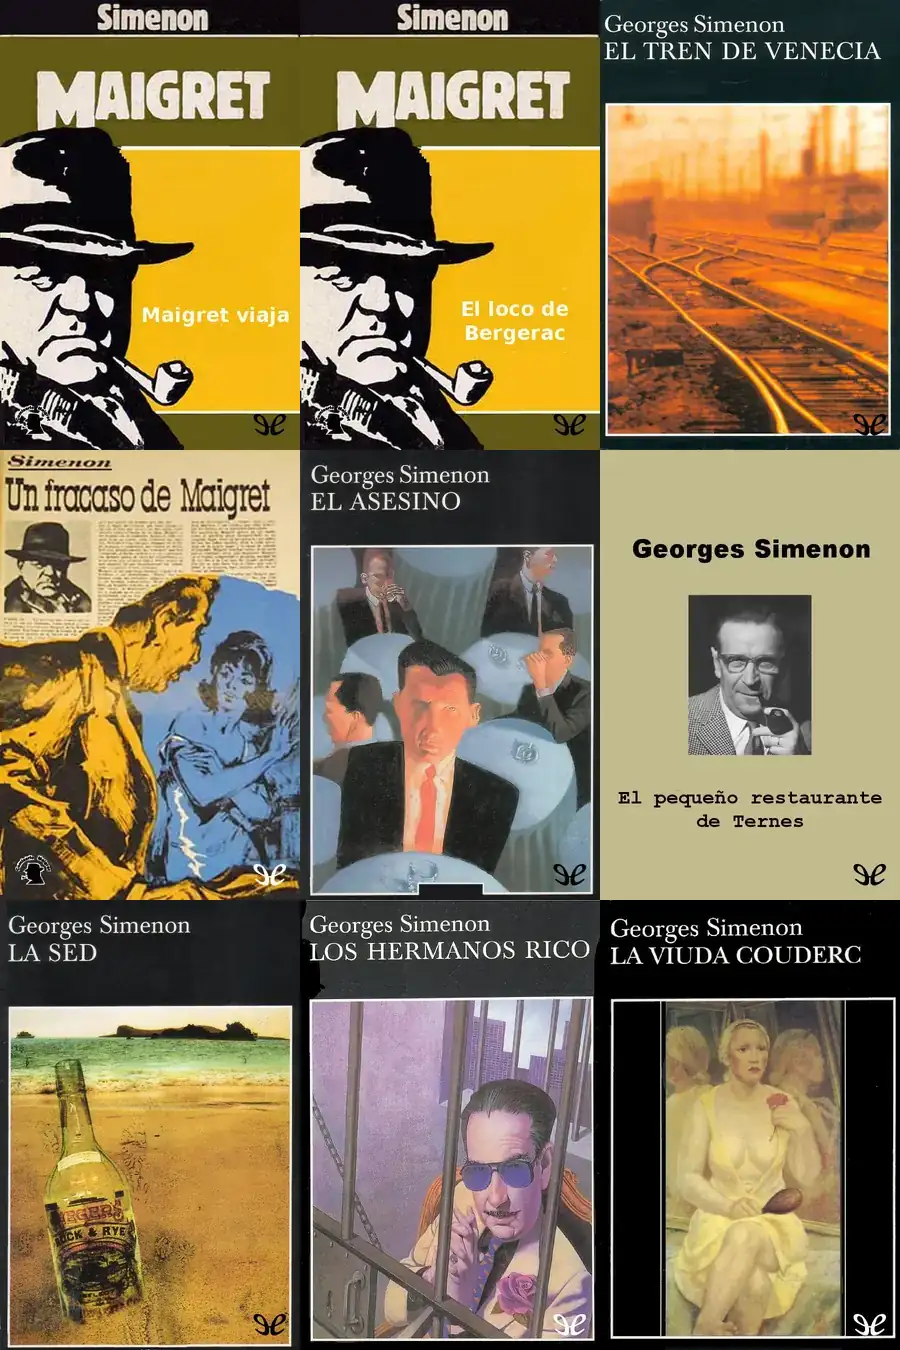 Simenon
MAIGRET
Maigret viaja
Simenon
MAIGRET
El loco de
Bergerac
Georges Simenon
EL TREN DE VENECIA
Simenon
Un fracaso de Maigret
Georges Simenon
EL ASESINO
Georges Simenon
El pequeño restaurante
de Ternes
Georges Simenon
LA SED
ROCK & RYE
Georges Simenon
LOS HERMANOS RICO
Georges Simenon
LA VIUDA COUDERC